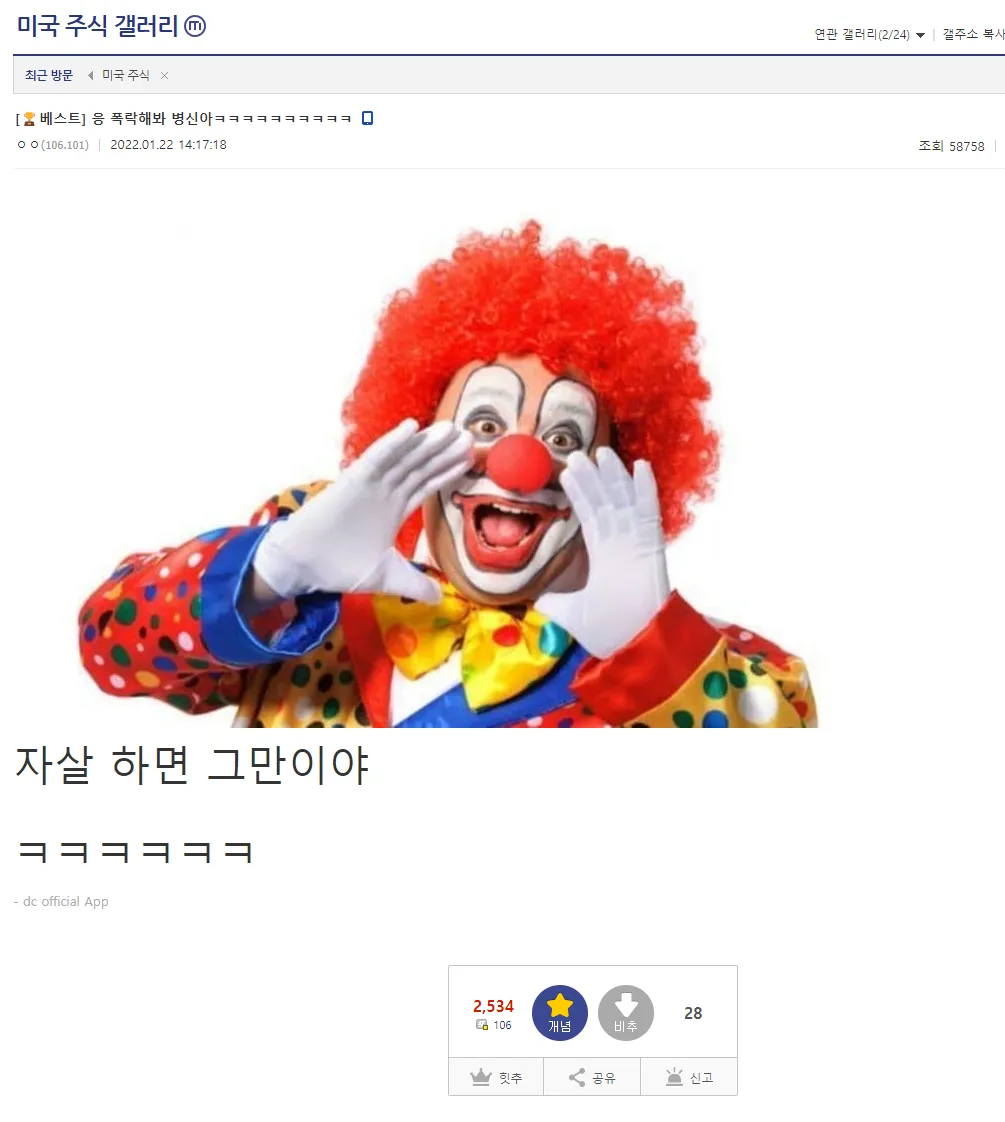 미국 주식 갤러리 ⓜ
연관 갤러리(2/24) | 갤주소 복사
최근 방문 미국 주식
[🏆베스트] 응 폭락해봐 병신아ㅋㅋㅋㅋㅋㅋㅋㅋㅋㅋ
ㅇㅇ(106.101) | 2022.01.22 14:17:18
조회 58758 |
자살 하면 그만이야
ㅋㅋㅋㅋㅋㅋ
- dc official App
2,534
106
개념
비추
28
힛추
공유
신고